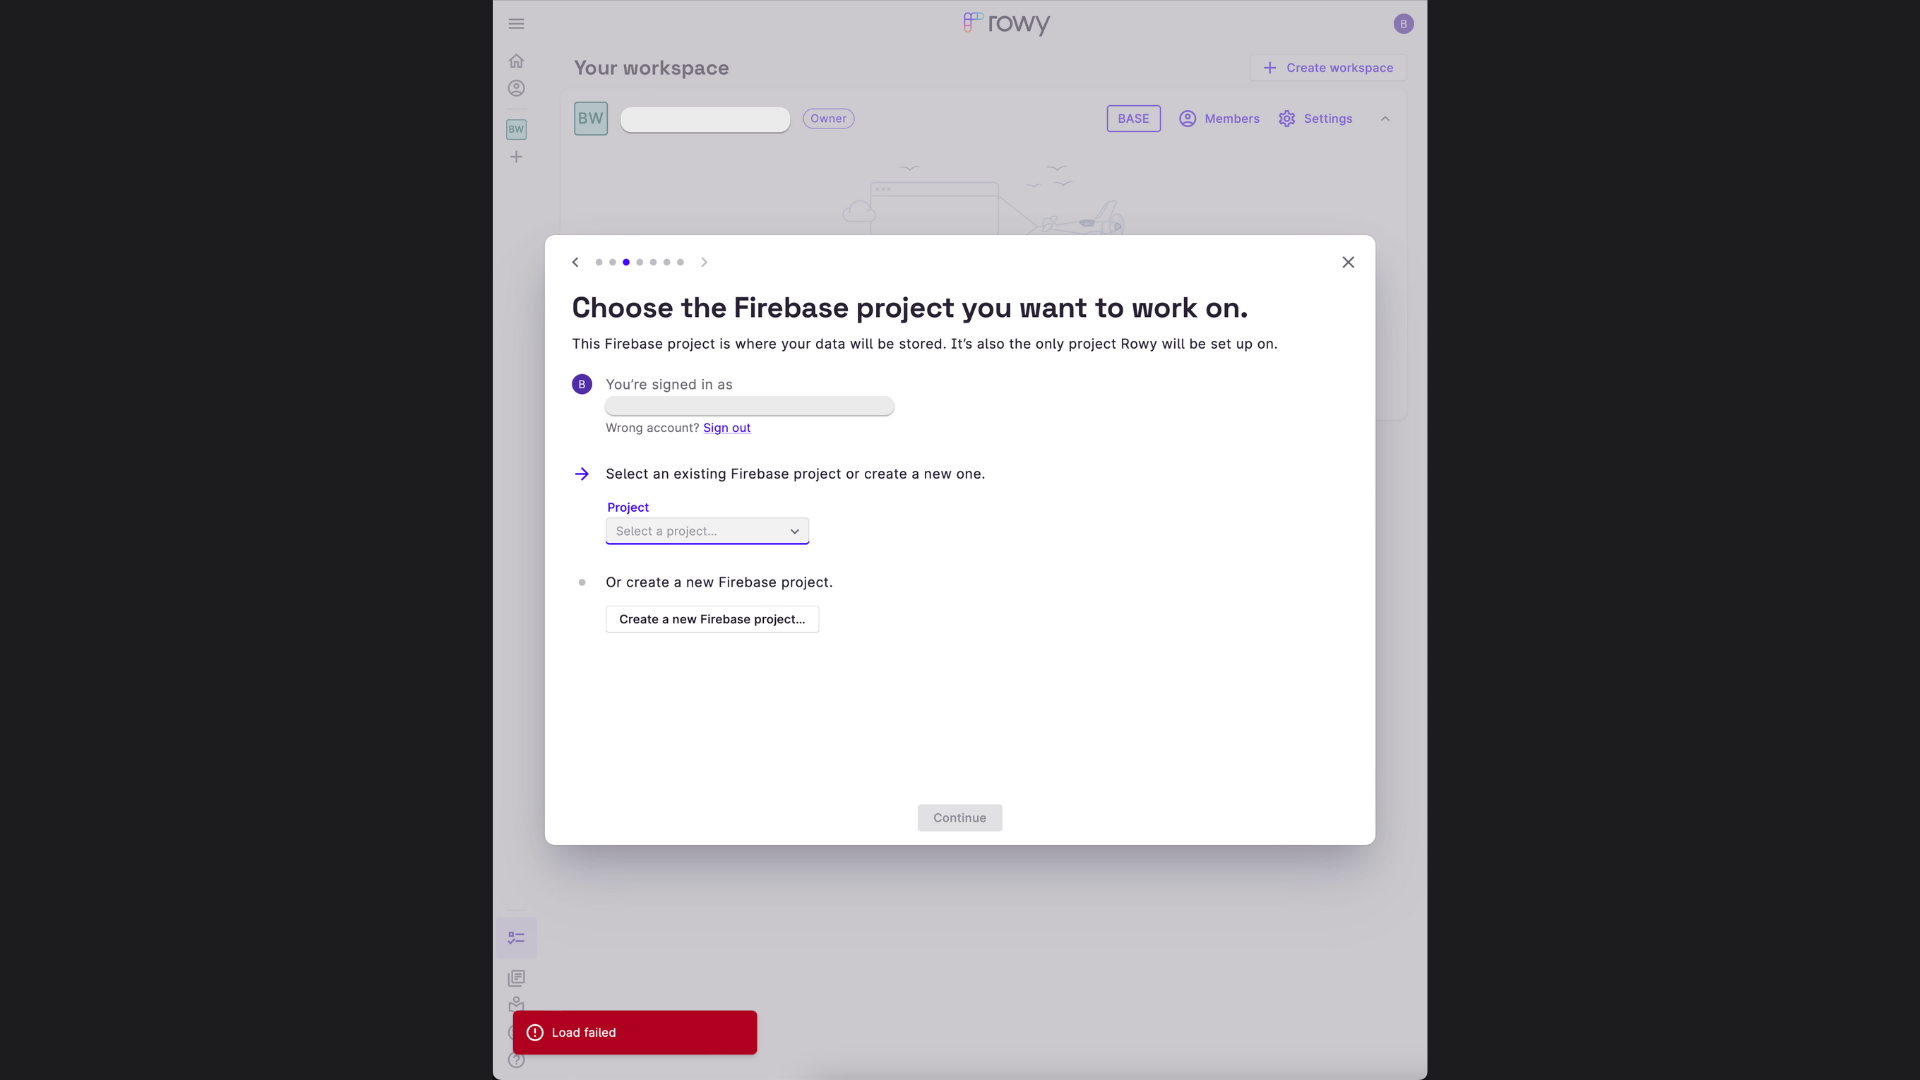 rowy
B
Your workspace
Create workspace
BW
Owner
BASE
Members
Settings
BW
Choose the Firebase project you want to work on.
This Firebase project is where your data will be stored. It's also the only project Rowy will be set up on.
B
You're signed in as
Wrong account? Sign out
Select an existing Firebase project or create a new one.
Project
Select a project...
Or create a new Firebase project.
Create a new Firebase project...
Continue
Load failed